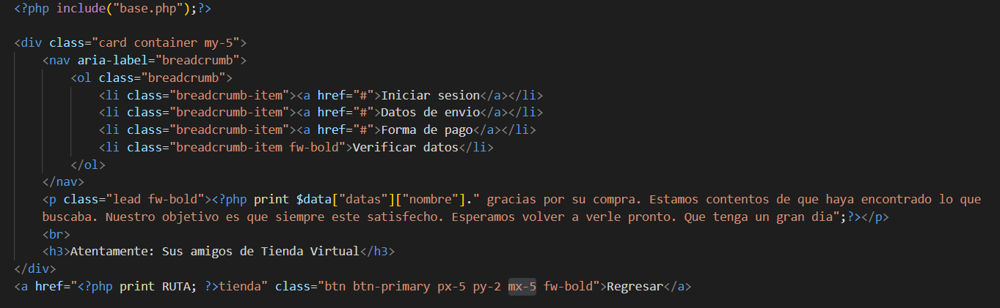 <?php include("base.php");?>
<div class="card container my-5">
<nav aria-label="breadcrumb">
<ol class="breadcrumb">
<li class="breadcrumb-item"><a href="#">Iniciar sesion</a></li>
<li class="breadcrumb-item"><a href="#">Datos de envio</a></li>
<li class="breadcrumb-item"><a href="#">Forma de pago</a></li>
<li class="breadcrumb-item fw-bold">Verificar datos</li>
</ol>
</nav>
<p class="lead fw-bold"><?php print $data["datas"]["nombre"]." gracias por su compra. Estamos contentos de que haya encontrado lo que
buscaba. Nuestro objetivo es que siempre este satisfecho. Esperamos volver a verle pronto. Que tenga un gran dia";?></p>
<br>
<h3>Atentamente: Sus amigos de Tienda Virtual</h3>
</div>
<a href="<?php print RUTA; ?>tienda" class="btn btn-primary px-5 py-2 mx-5 fw-bold">Regresar</a>